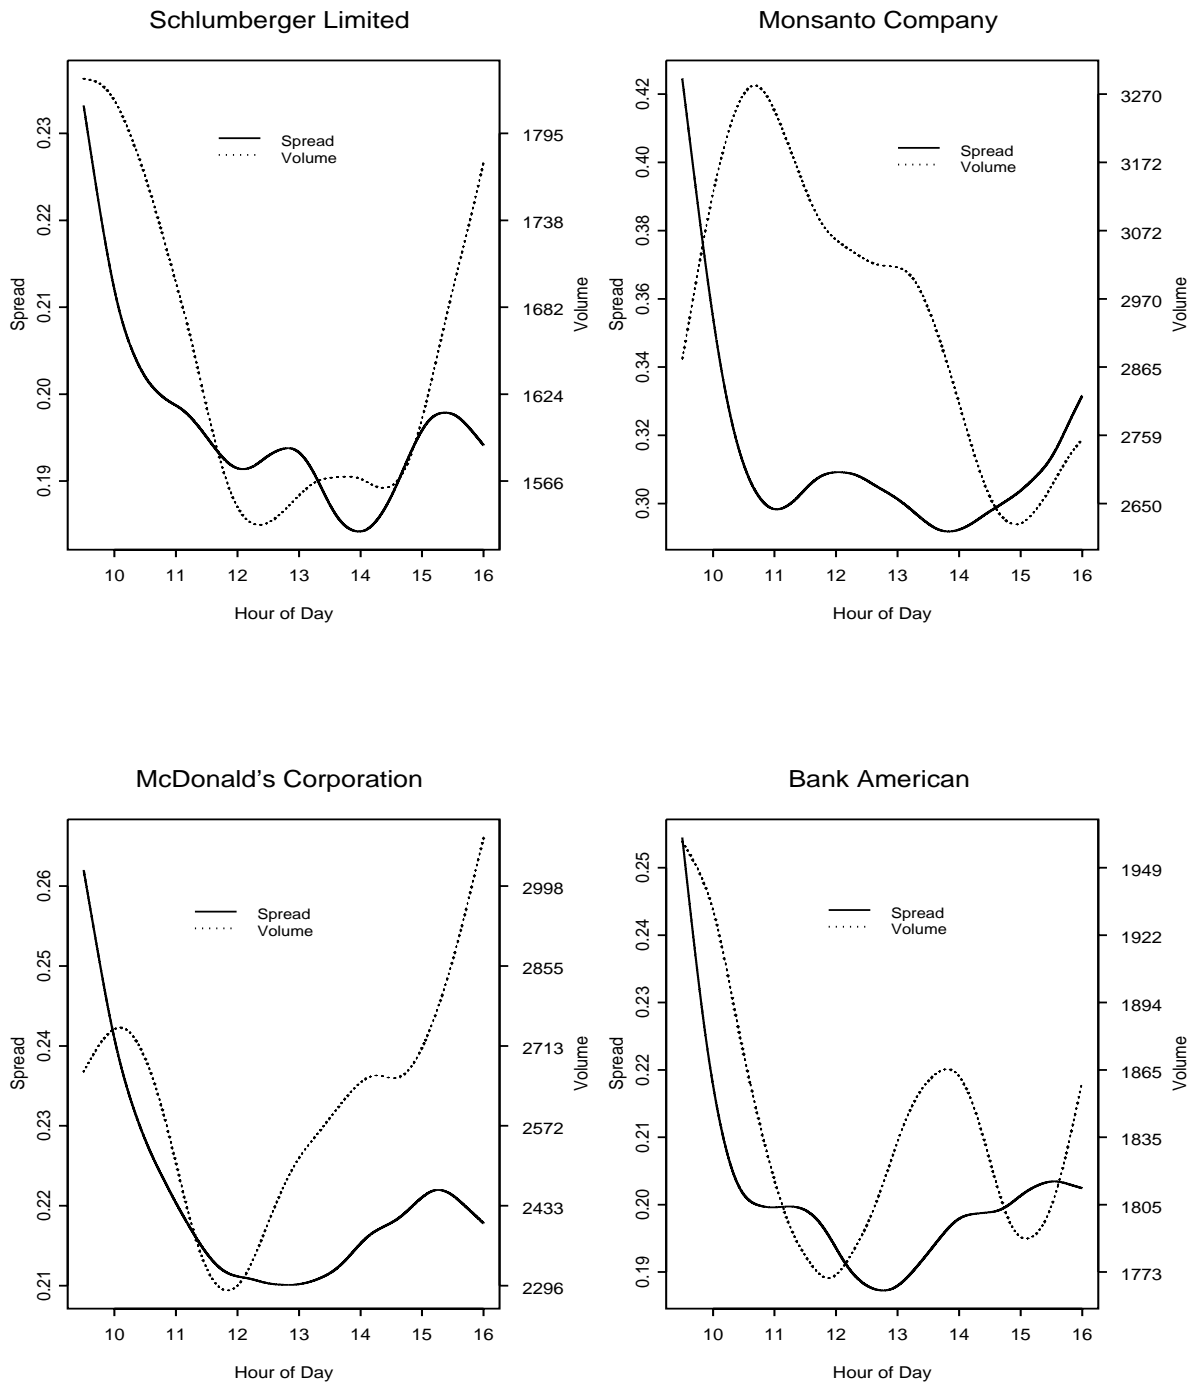 Schlumberger Limited
Spread
0.19 0.20 0.21 0.22 0.23
Spread
Volume
1566 1624 1682 1738 1795
Volume
10 11 12 13 14 15 16
Hour of Day
Monsanto Company
Spread
0.30 0.32 0.34 0.36 0.38 0.40 0.42
Spread
Volume
2650 2759 2865 2970 3072 3172 3270
Volume
10 11 12 13 14 15 16
Hour of Day
McDonald's Corporation
Spread
0.21 0.22 0.23 0.24 0.25 0.26
Spread
Volume
2296 2433 2572 2713 2855 2998
Volume
10 11 12 13 14 15 16
Hour of Day
Bank American
Spread
0.19 0.20 0.21 0.22 0.23 0.24 0.25
Spread
Volume
1773 1805 1835 1865 1894 1922 1949
Volume
10 11 12 13 14 15 16
Hour of Day